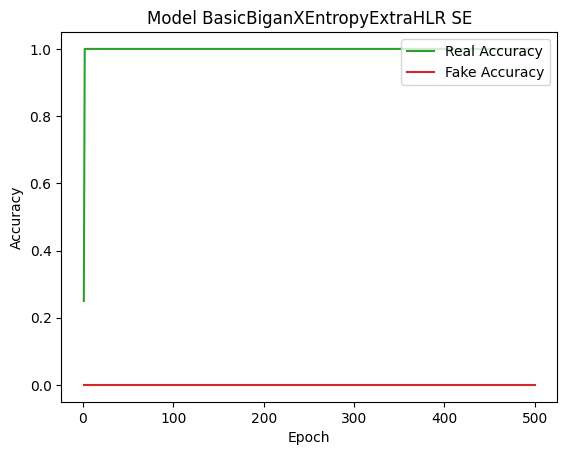 Model BasicBiganXEntropyExtraHLR SE
Real Accuracy
Fake Accuracy
Accuracy
1.0
0.8
0.6
0.4
0.2
0.0
0
100
200
300
400
500
Epoch